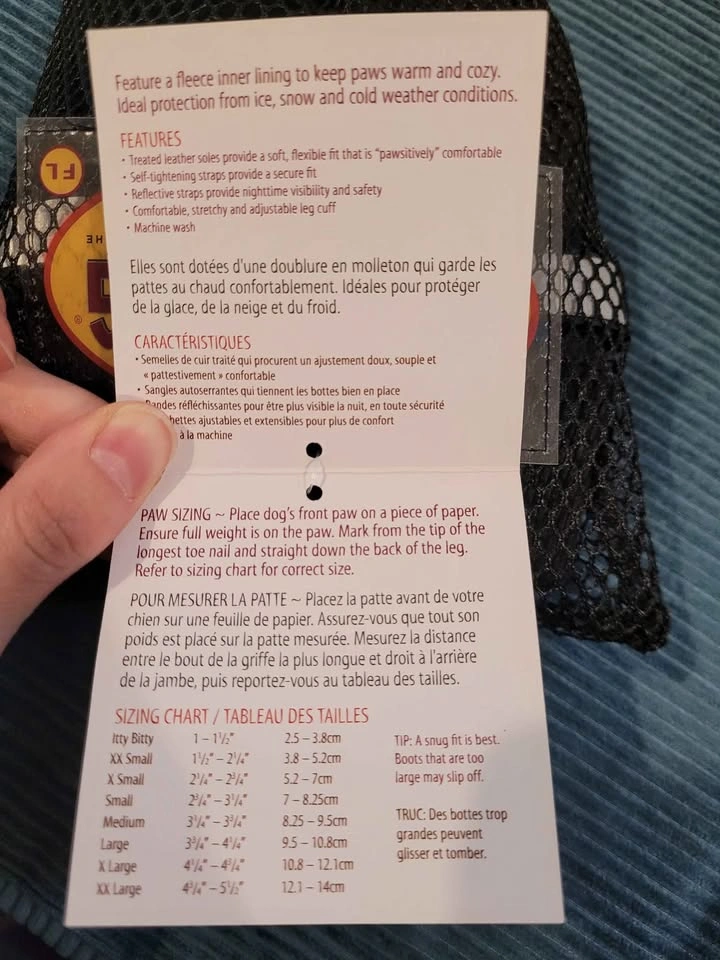 Feature a fleece inner lining to keep paws warm and cozy.
Ideal protection from ice, snow and cold weather conditions.
FEATURES
• Treated leather soles provide a soft, flexible fit that is “pawsitively” comfortable
• Self-tightening straps provide a secure fit
• Reflective straps provide nighttime visibility and safety
• Comfortable, stretchy and adjustable leg cuff
• Machine wash
FL
THE
®
Elles sont dotées d'une doublure en molleton qui garde les
pattes au chaud confortablement. Idéales pour protéger
de la glace, de la neige et du froid.
CARACTÉRISTIQUES
• Semelles de cuir traité qui procurent un ajustement doux, souple et
« pattestivement » confortable
• Sangles autoserrantes qui tiennent les bottes bien en place
Bandes réfléchissantes pour être plus visible la nuit, en toute sécurité
ajustables et extensibles pour plus de confort
à la machine
PAW SIZING ~ Place dog's front paw on a piece of paper.
Ensure full weight is on the paw. Mark from the tip of the
longest toe nail and straight down the back of the leg.
Refer to sizing chart for correct size.
POUR MESURER LA PATTE ~ Placez la patte avant de votre
chien sur une feuille de papier. Assurez-vous que tout son
poids est placé sur la patte mesurée. Mesurez la distance
entre le bout de la griffe la plus longue et droit à l'arrière
de la jambe, puis reportez-vous au tableau des tailles.
SIZING CHART / TABLEAU DES TAILLES
Itty Bitty 1 – 1½" 2.5 – 3.8cm
XX Small 1½" – 2¼" 3.8 – 5.2cm
X Small 2¼" – 2¾" 5.2 – 7cm
Small 2¾" – 3¼" 7 – 8.25cm
Medium 3¼" – 3¾" 8.25 – 9.5cm
Large 3¾" – 4¼" 9.5 – 10.8cm
X Large 4¼" – 4¾" 10.8 – 12.1cm
XX Large 4¾" – 5½" 12.1 – 14cm
TIP: A snug fit is best.
Boots that are too
large may slip off.
TRUC: Des bottes trop
grandes peuvent
glisser et tomber.